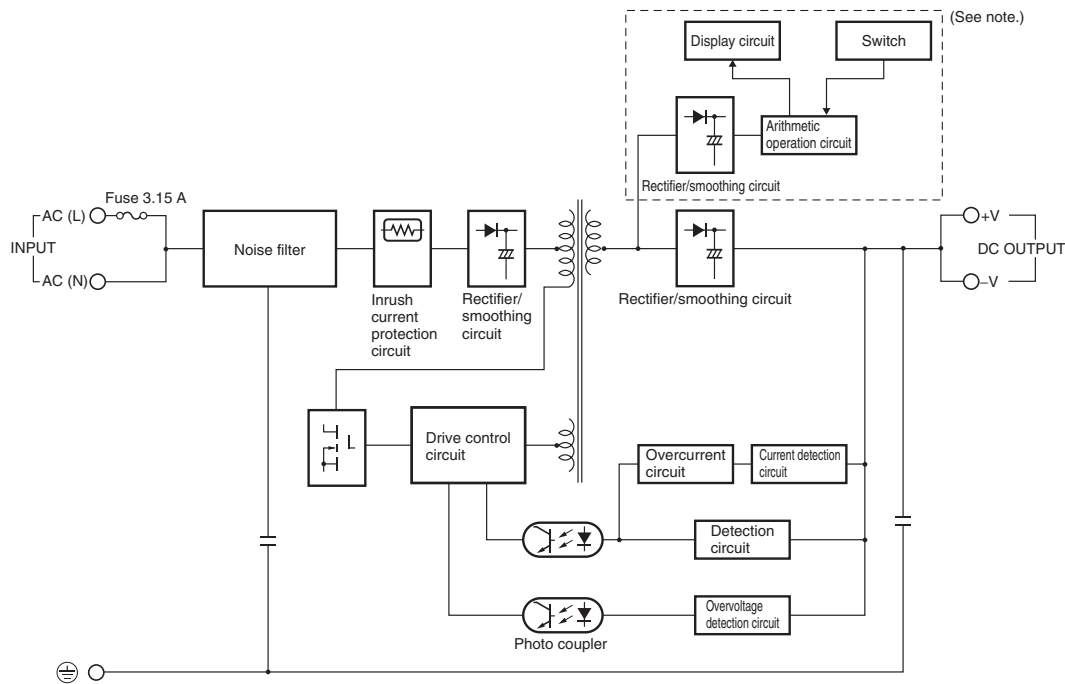 (See note.)
Display circuit
Switch
Arithmetic
operation circuit
Rectifier/smoothing circuit
Fuse 3.15 A
AC (L)
INPUT
AC (N)
Noise filter
Inrush
current
protection
circuit
Rectifier/
smoothing
circuit
Rectifier/smoothing circuit
+V
DC OUTPUT
–V
Drive control
circuit
Overcurrent
circuit
Current detection
circuit
Detection
circuit
Overvoltage
detection circuit
Photo coupler